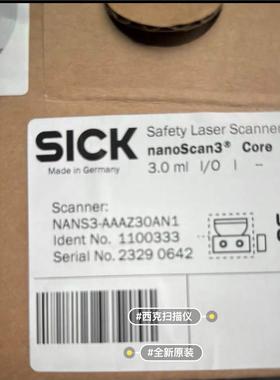 SICK
Made in Germany
Safety Laser Scanner
nanoScan3® Core
3.0 ml I/O | –
Scanner:
NANS3-AAAZ30AN1
Ident No. 1100333
Serial No. 2329 0642
#西克扫描仪
#全新原装